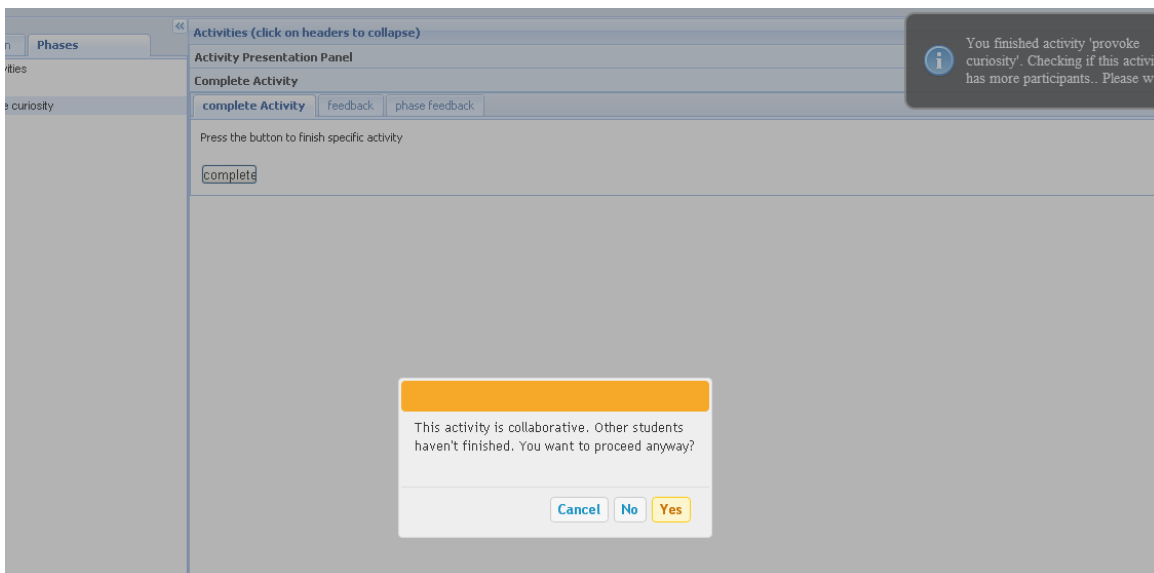 «
Phases
Activities (click on headers to collapse)
Activity Presentation Panel
Complete Activity
curiosity
complete Activity feedback phase feedback
Press the button to finish specific activity
complete
You finished activity 'provoke
curiosity'. Checking if this activi
has more participants.. Please w
This activity is collaborative. Other students
haven't finished. You want to proceed anyway?
Cancel No Yes